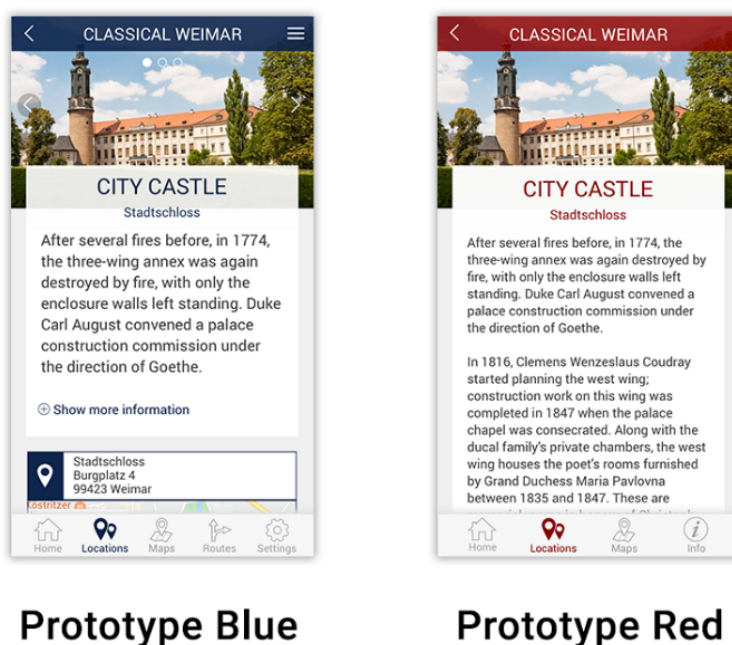 CLASSICAL WEIMAR
CITY CASTLE
Stadtschloss
After several fires before, in 1774,
the three-wing annex was again
destroyed by fire, with only the
enclosure walls left standing. Duke
Carl August convened a palace
construction commission under
the direction of Goethe.
Show more information
Stadtschloss
Burgplatz 4
99423 Weimar
Köstritzer
Home Locations Maps Routes Settings
Prototype Blue
CLASSICAL WEIMAR
CITY CASTLE
Stadtschloss
After several fires before, in 1774, the
three-wing annex was again destroyed by
fire, with only the enclosure walls left
standing. Duke Carl August convened a
palace construction commission under
the direction of Goethe.
In 1816, Clemens Wenzeslaus Coudray
started planning the west wing;
construction work on this wing was
completed in 1847 when the palace
chapel was consecrated. Along with the
ducal family's private chambers, the west
wing houses the poet's rooms furnished
by Grand Duchess Maria Pavlovna
between 1835 and 1847. These are
Home Locations Maps Info
Prototype Red